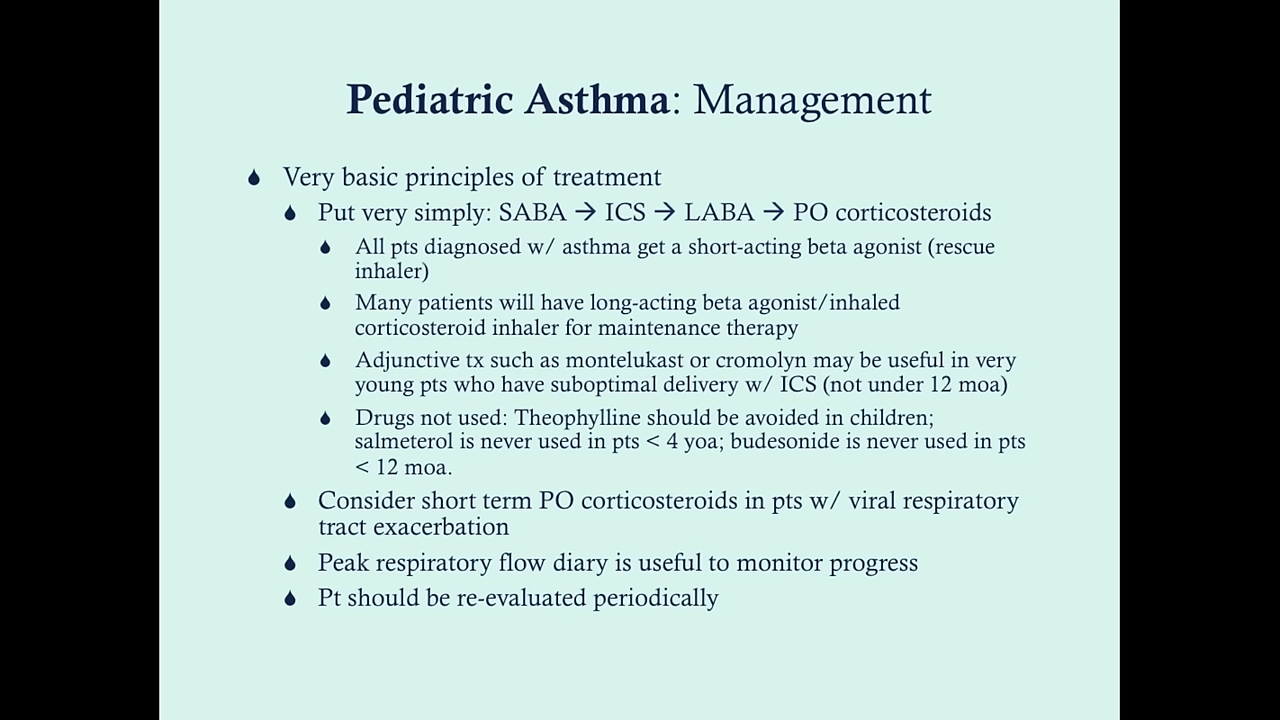 Pediatric Asthma: Management
Very basic principles of treatment
Put very simply: SABA → ICS → LABA → PO corticosteroids
All pts diagnosed w/ asthma get a short-acting beta agonist (rescue
inhaler)
Many patients will have long-acting beta agonist/inhaled
corticosteroid inhaler for maintenance therapy
Adjunctive tx such as montelukast or cromolyn may be useful in very
young pts who have suboptimal delivery w/ ICS (not under 12 moa)
Drugs not used: Theophylline should be avoided in children;
salmeterol is never used in pts < 4 yoa; budesonide is never used in pts
< 12 moa.
Consider short term PO corticosteroids in pts w/ viral respiratory
tract exacerbation
Peak respiratory flow diary is useful to monitor progress
Pt should be re-evaluated periodically